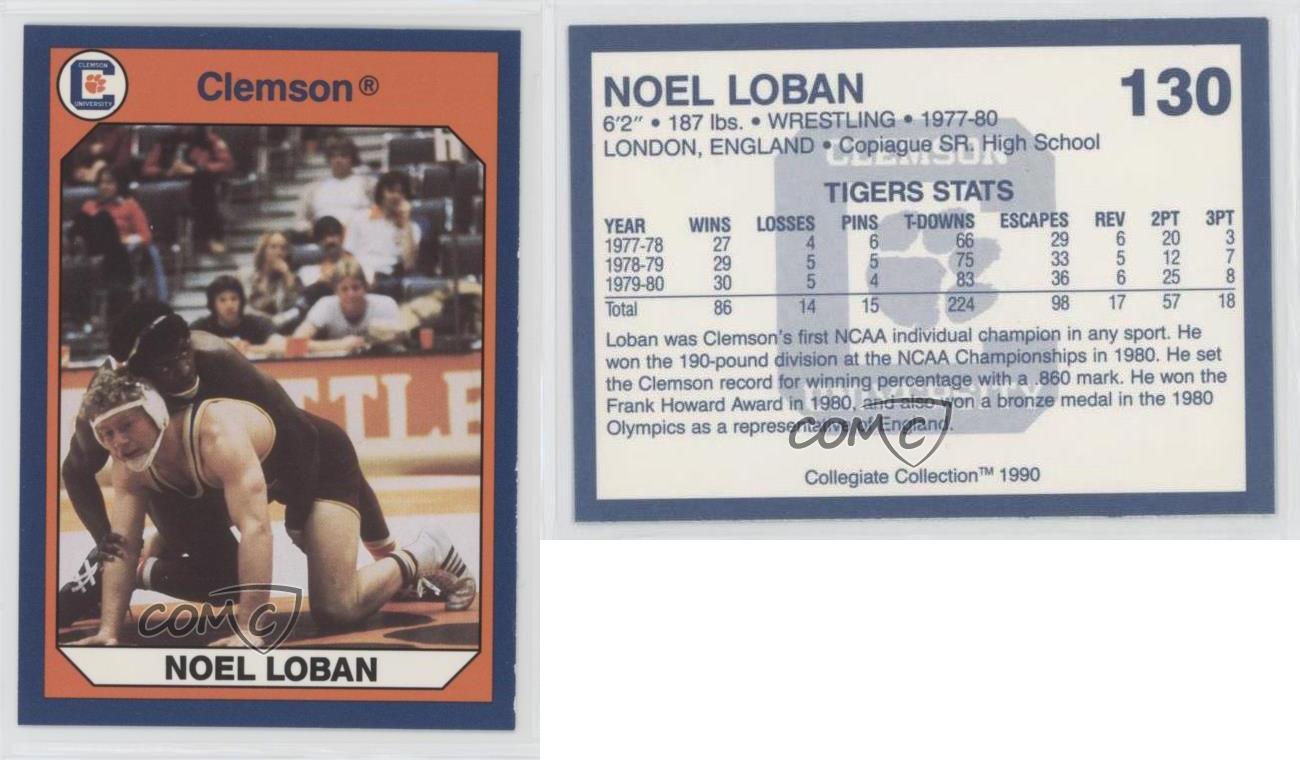 CLEMSON
C
UNIVERSITY
Clemson®
TTLE
COMC
NOEL LOBAN
NOEL LOBAN 130
6'2" • 187 lbs. • WRESTLING • 1977-80
LONDON, ENGLAND • Copiague SR. High School
CLEMSON
TIGERS STATS
YEAR WINS LOSSES PINS T-DOWNS ESCAPES REV 2PT 3PT
1977-78 27 4 6 66 29 6 20 3
1978-79 29 5 5 75 33 5 12 7
1979-80 30 5 4 83 36 6 25 8
Total 86 14 15 224 98 17 57 18
Loban was Clemson's first NCAA individual champion in any sport. He
won the 190-pound division at the NCAA Championships in 1980. He set
the Clemson record for winning percentage with a .860 mark. He won the
Frank Howard Award in 1980, and also won a bronze medal in the 1980
Olympics as a representative of England.
UNIVERSITY
COMC
Collegiate Collection™ 1990